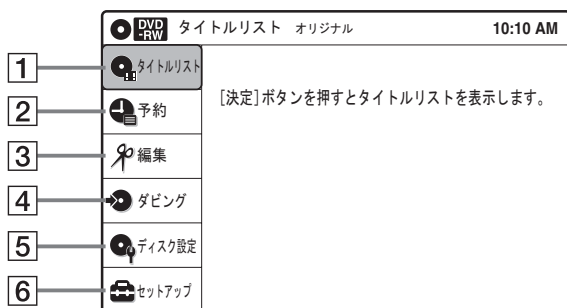 DVD
-RW
タイトルリスト オリジナル 10:10 AM
1 タイトルリスト
[決定]ボタンを押すとタイトルリストを表示します。
2 予約
3 編集
4 ダビング
5 ディスク設定
6 セットアップ